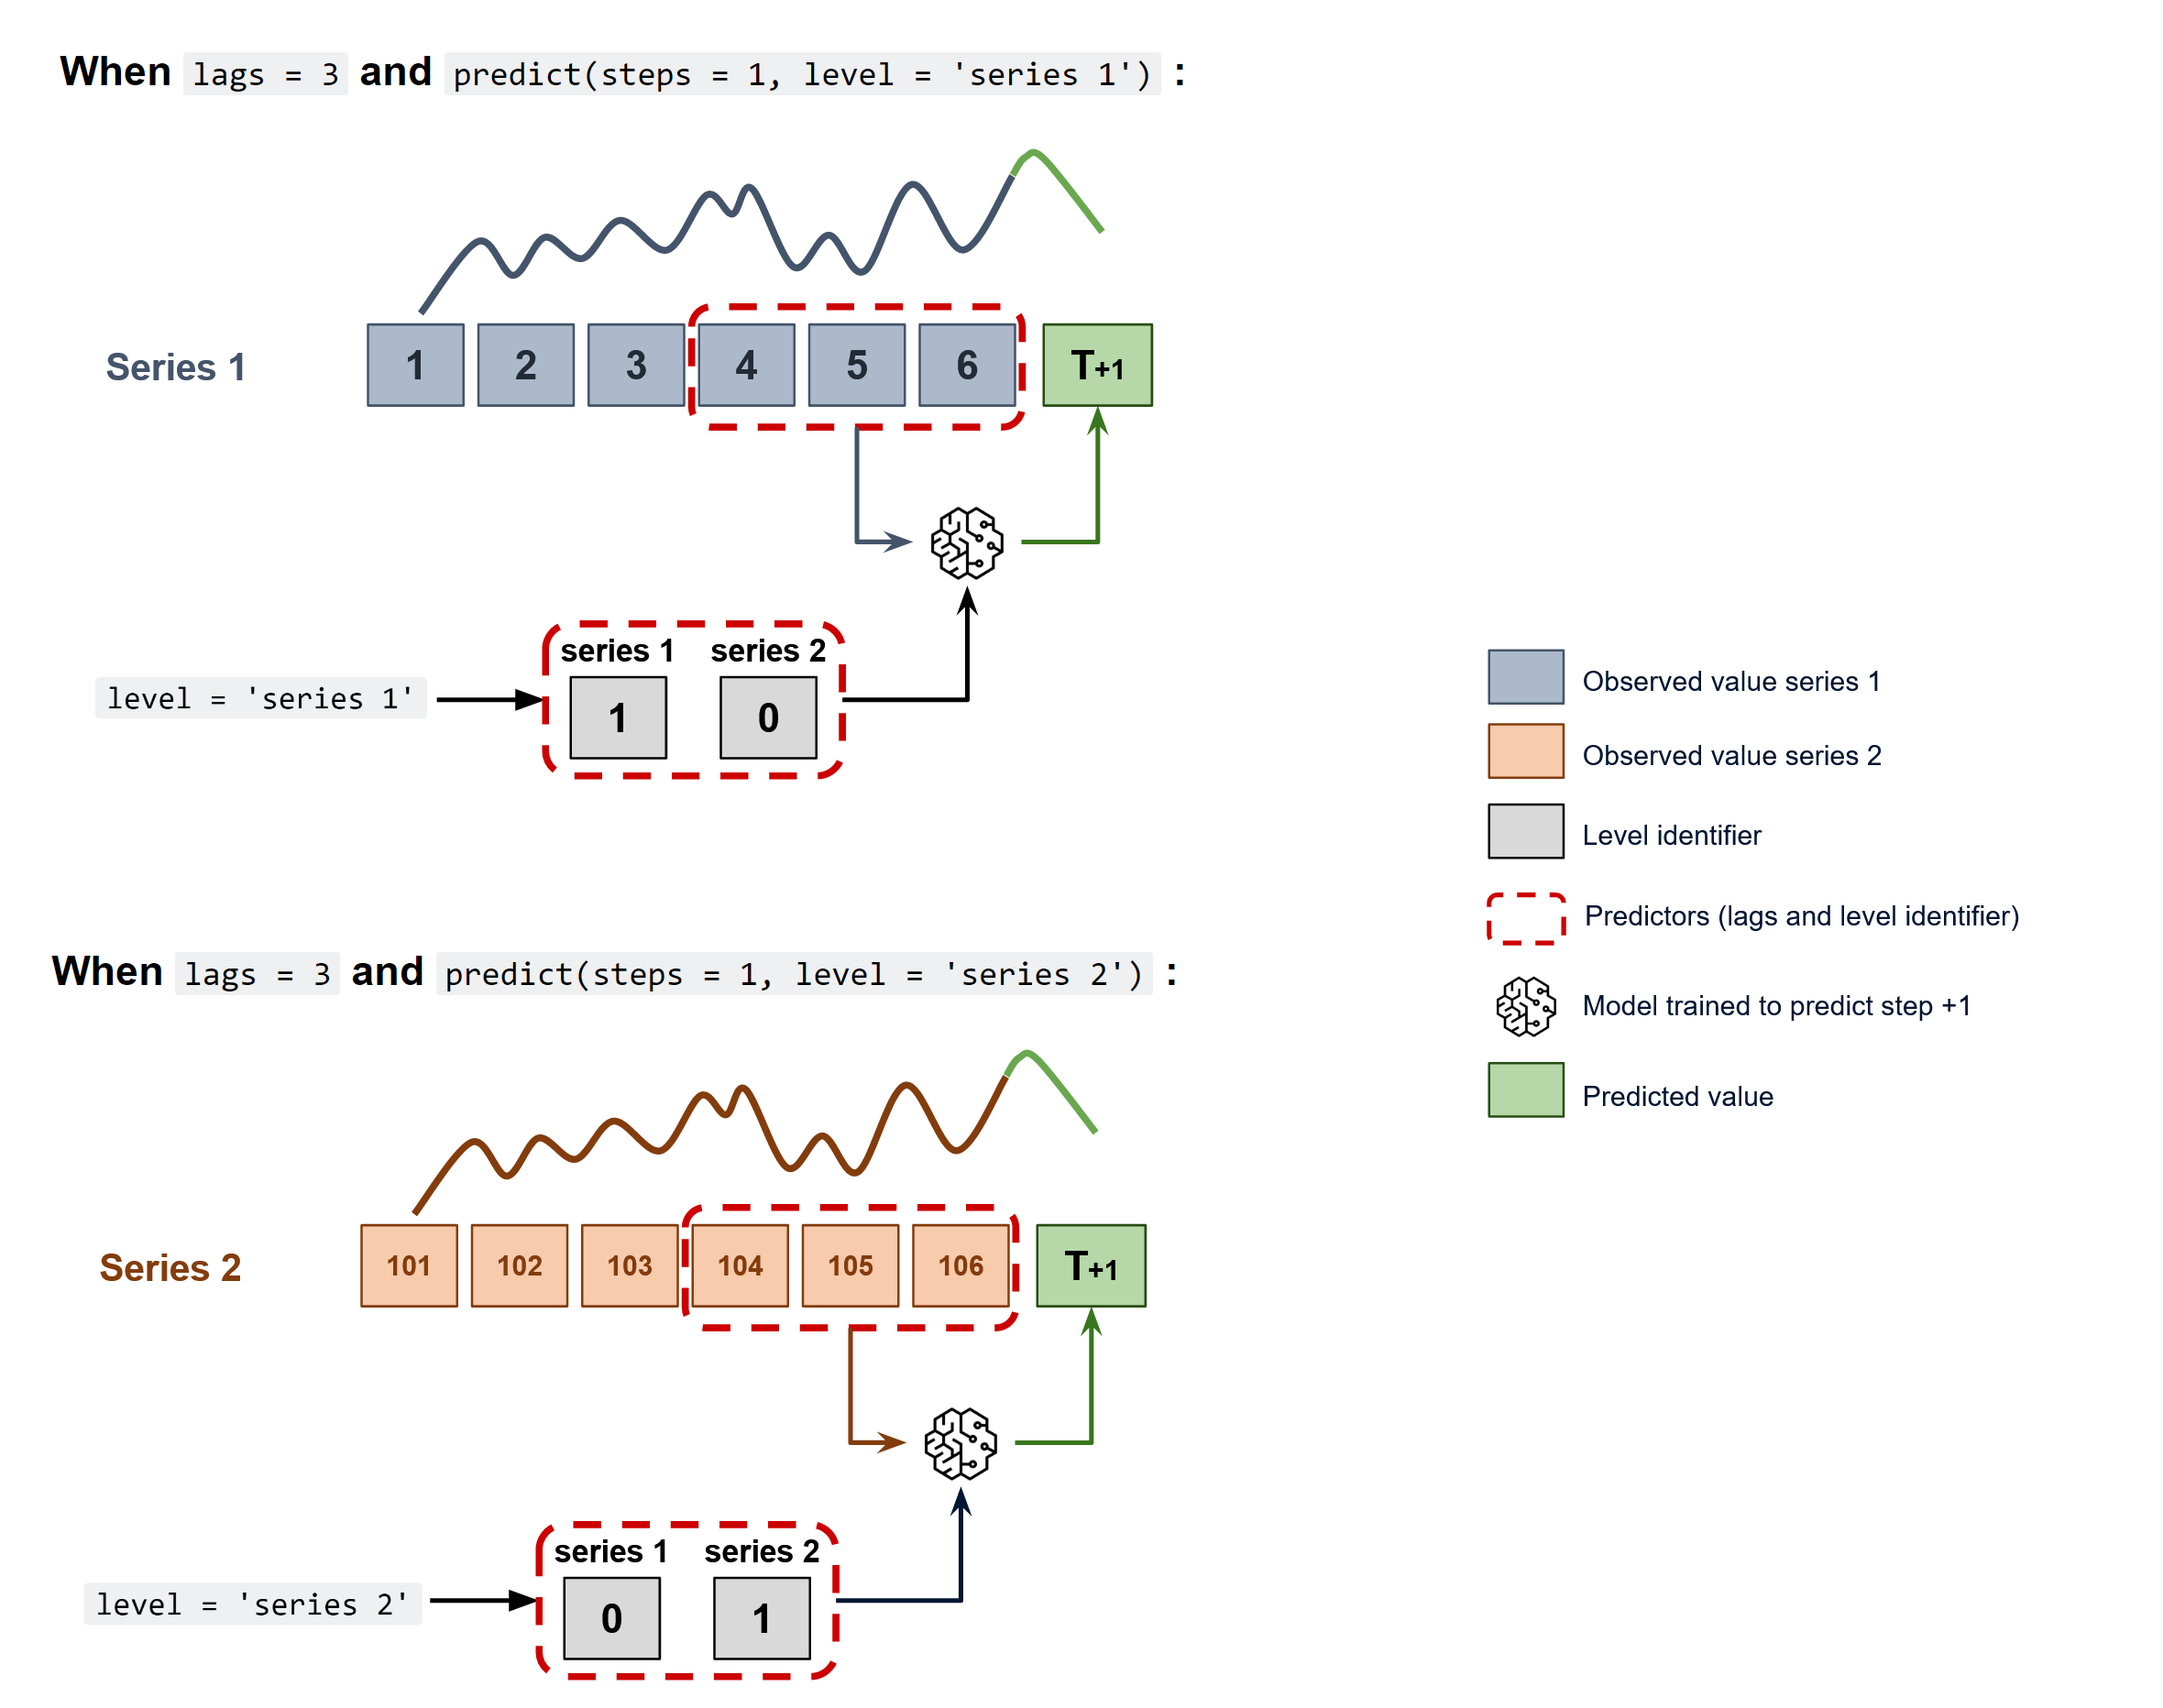 When lags = 3 and predict(steps = 1, level = 'series 1') :
Series 1
1 2 3 4 5 6 T+1
series 1 series 2
level = 'series 1'
1 0
When lags = 3 and predict(steps = 1, level = 'series 2') :
Series 2
101 102 103 104 105 106 T+1
series 1 series 2
level = 'series 2'
0 1
Observed value series 1
Observed value series 2
Level identifier
Predictors (lags and level identifier)
Model trained to predict step +1
Predicted value